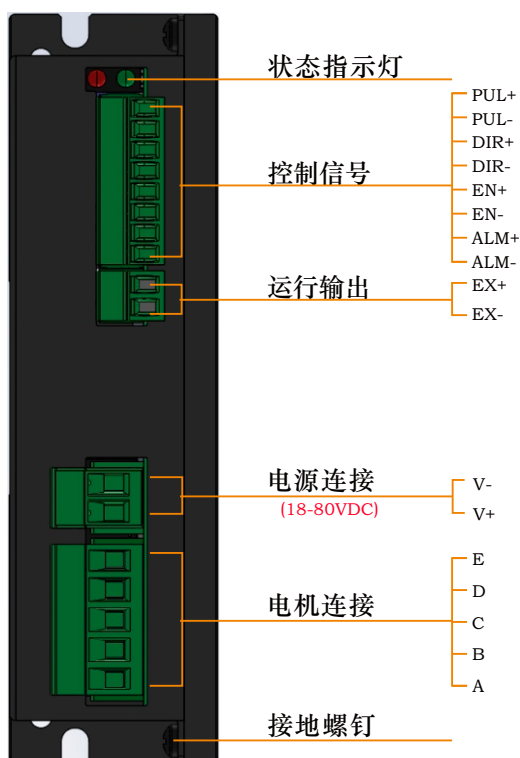 状态指示灯
PUL+
PUL-
DIR+
控制信号
DIR-
EN+
EN-
ALM+
ALM-
运行输出
EX+
EX-
电源连接
(18-80VDC)
V-
V+
电机连接
E
D
C
B
A
接地螺钉